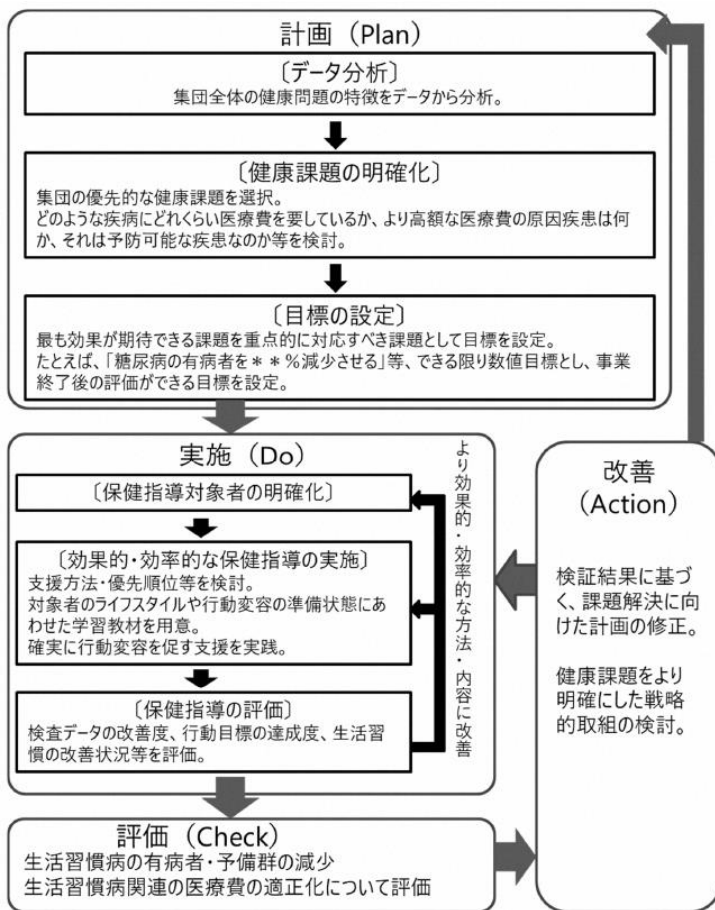 計画（Plan）
〔データ分析〕
集団全体の健康問題の特徴をデータから分析。
〔健康課題の明確化〕
集団の優先的な健康課題を選択。
どのような疾病にどれくらい医療費を要しているか、より高額な医療費の原因疾患は何
か、それは予防可能な疾患なのか等を検討。
〔目標の設定〕
最も効果が期待できる課題を重点的に対応すべき課題として目標を設定。
たとえば、「糖尿病の有病者を＊＊％減少させる」等、できる限り数値目標とし、事業
終了後の評価ができる目標を設定。
実施（Do）
〔保健指導対象者の明確化〕
〔効果的・効率的な保健指導の実施〕
支援方法・優先順位等を検討。
対象者のライフスタイルや行動変容の準備状態にあ
わせた学習教材を用意。
確実に行動変容を促す支援を実践。
〔保健指導の評価〕
検査データの改善度、行動目標の達成度、生活習
慣の改善状況等を評価。
より効果的・効率的な方法・内容に改善
評価（Check）
生活習慣病の有病者・予備群の減少
生活習慣病関連の医療費の適正化について評価
改善
（Action）
検証結果に基づ
く、課題解決に向
けた計画の修正。
健康課題をより
明確にした戦略
的取組の検討。